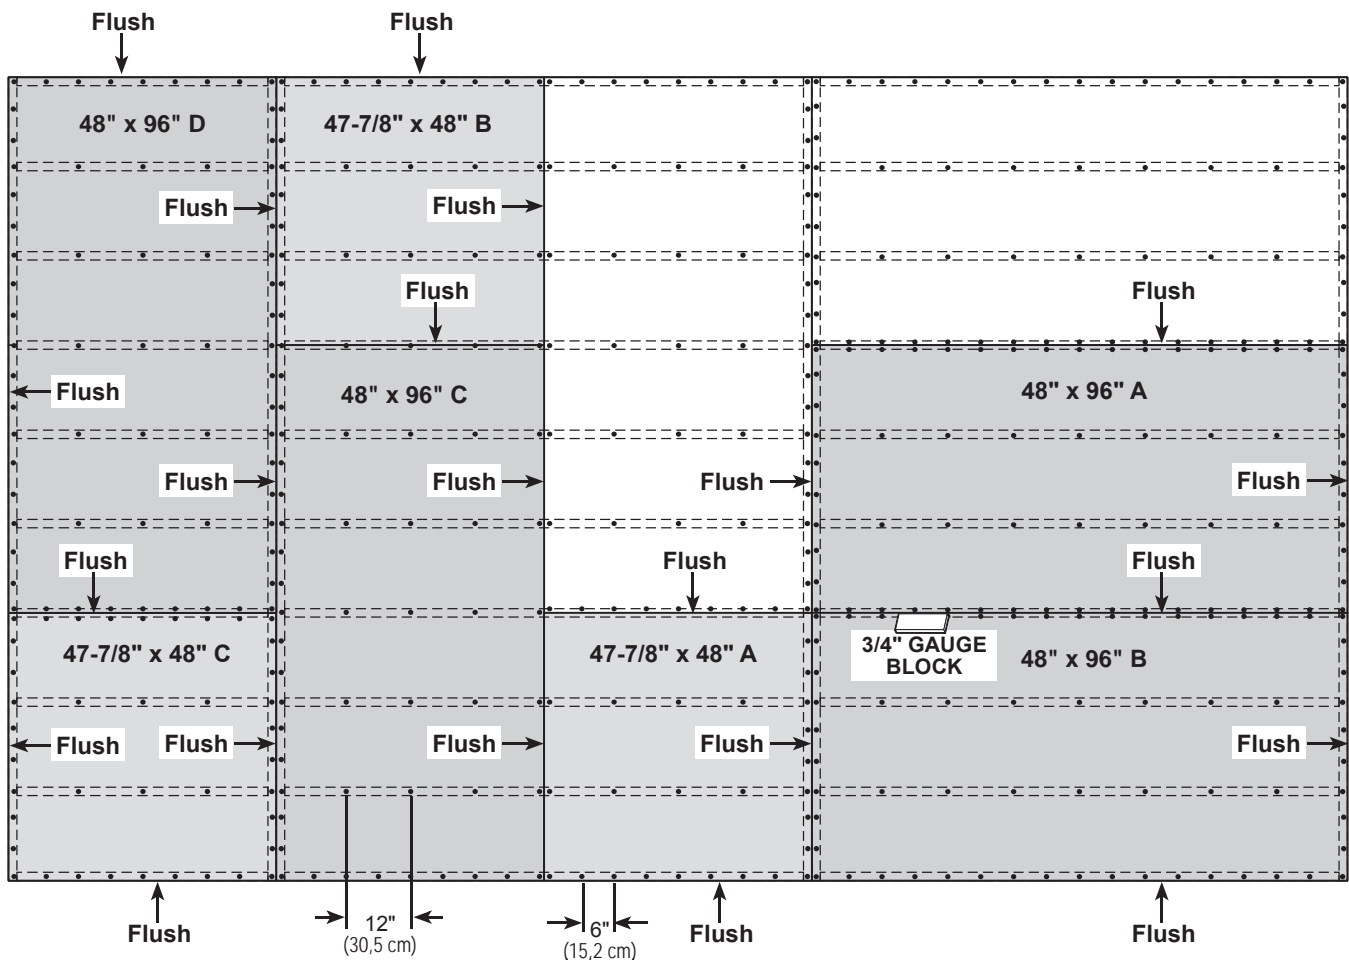 Flush
Flush
48" x 96" D
47-7/8" x 48" B
Flush
Flush
Flush
Flush
Flush
48" x 96" C
48" x 96" A
Flush
Flush
Flush
Flush
Flush
Flush
Flush
47-7/8" x 48" C
47-7/8" x 48" A
3/4" GAUGE
BLOCK
48" x 96" B
Flush
Flush
Flush
Flush
Flush
12"
(30,5 cm)
6"
(15,2 cm)
Flush
Flush
Flush